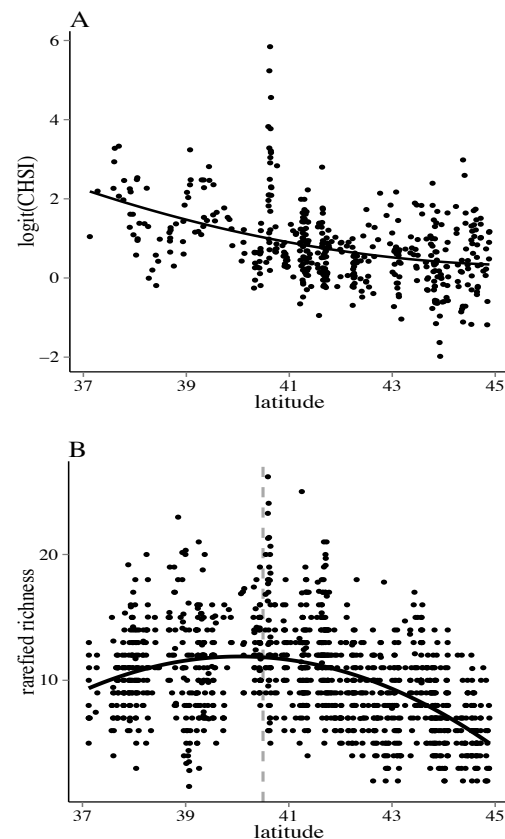 A
6
4
2
0
−2
logit(CHSI)
37 39 41 43 45
latitude
B
20
10
rarefied richness
37 39 41 43 45
latitude